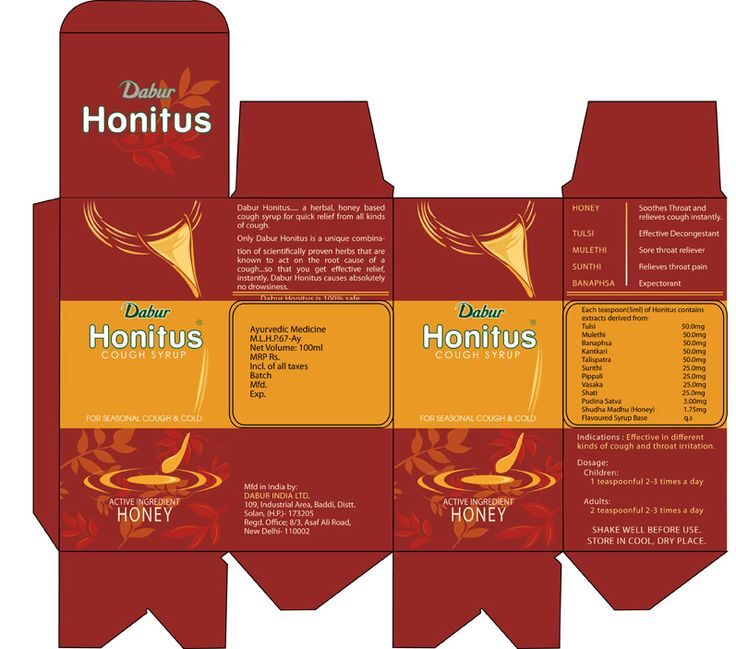 Dabur
Honitus
Dabur
Honitus®
COUGH SYRUP
FOR SEASONAL COUGH & COLD
ACTIVE INGREDIENT
HONEY
Dabur Honitus..... a herbal, honey based
cough syrup for quick relief from all kinds
of cough.
Only Dabur Honitus is a unique combina-
tion of scientifically proven herbs that are
known to act on the root cause of a
cough...so that you get effective relief,
instantly. Dabur Honitus causes absolutely
no drowsiness.
Dabur Honitus is 100% safe
Ayurvedic Medicine
M.L.H.P.67-Ay
Net Volume: 100ml
MRP Rs.
Incl. of all taxes
Batch
Mfd.
Exp.
Mfd in india by:
DABUR INDIA LTD.
109, Industrial Area, Baddi, Distt.
Solan, (H.P.)- 173205
Regd. Office; 8/3, Asaf Ali Road,
New Delhi- 110002
Dabur
Honitus®
COUGH SYRUP
FOR SEASONAL COUGH & COLD
ACTIVE INGREDIENT
HONEY
HONEY Soothes Throat and
relieves cough instantly.
TULSI Effective Decongestant
MULETHI Sore throat reliever
SUNTHI Relieves throat pain
BANAPHSA Expectorant
Each teaspoon(5ml) of Honitus contains
extracts derived from:
Tulsi 50.0mg
Mulethi 50.0mg
Banaphsa 50.0mg
Kantkari 50.0mg
Talispatra 50.0mg
Sunthi 25.0mg
Pippali 25.0mg
Vasaka 25.0mg
Shati 25.0mg
Pudina Satva 3.00mg
Shudha Madhu (Honey) 1.75mg
Flavoured Syrup Base q.s
Indications : Effective in different
kinds of cough and throat irritation.
Dosage:
Children:
1 teaspoonful 2-3 times a day
Adults:
2 teaspoonful 2-3 times a day
SHAKE WELL BEFORE USE.
STORE IN COOL, DRY PLACE.